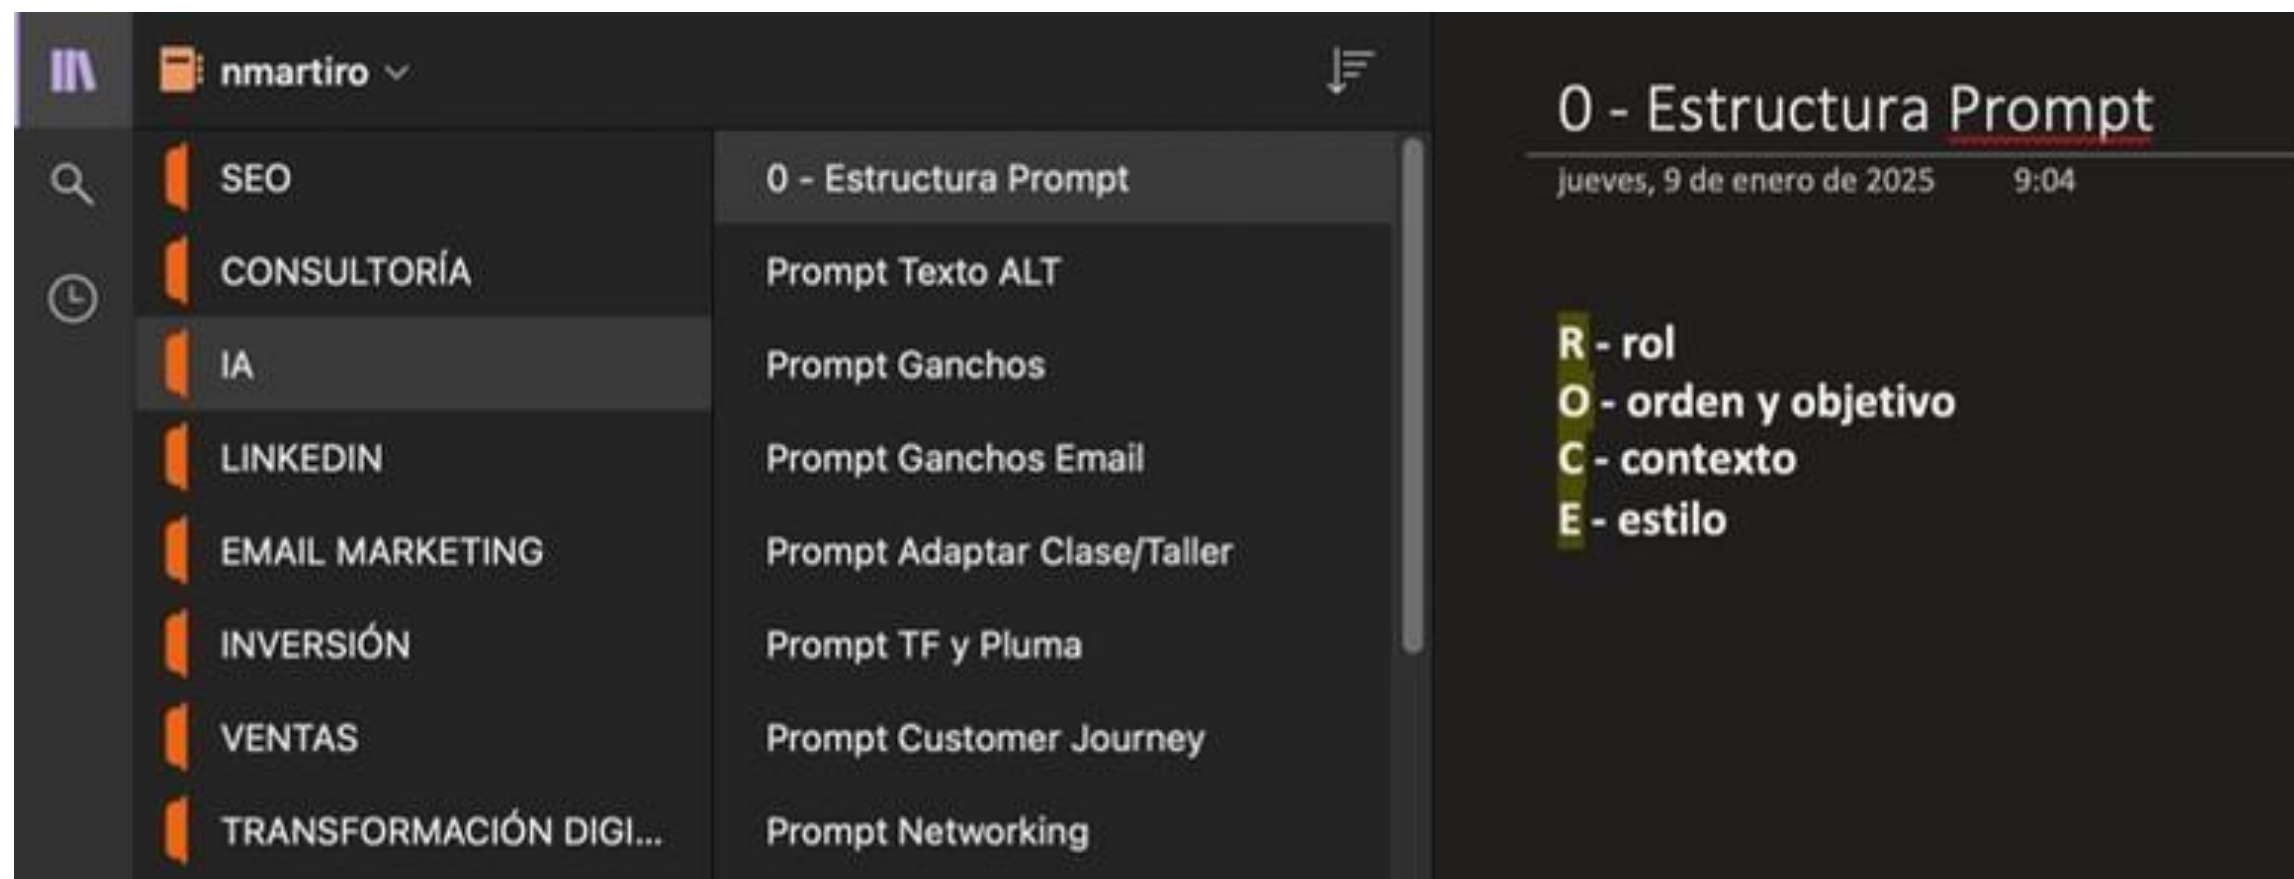 nmartiro
SEO
CONSULTORÍA
IA
LINKEDIN
EMAIL MARKETING
INVERSIÓN
VENTAS
TRANSFORMACIÓN DIGI...
0 - Estructura Prompt
Prompt Texto ALT
Prompt Ganchos
Prompt Ganchos Email
Prompt Adaptar Clase/Taller
Prompt TF y Pluma
Prompt Customer Journey
Prompt Networking
0 - Estructura Prompt
jueves, 9 de enero de 2025 9:04
R - rol
O - orden y objetivo
C - contexto
E - estilo